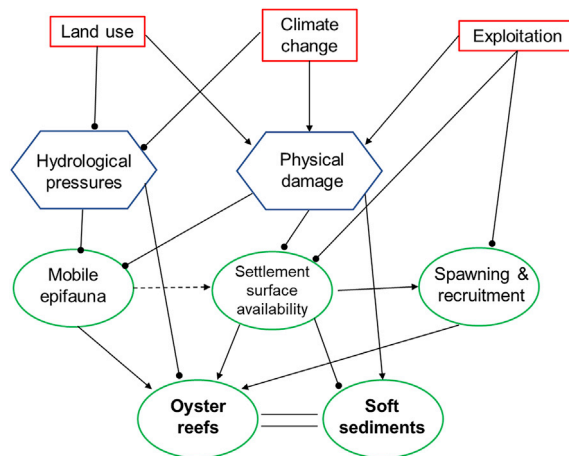 Land use
Climate
change
Exploitation
Hydrological
pressures
Physical
damage
Mobile
epifauna
Settlement
surface
availability
Spawning &
recruitment
Oyster
reefs
Soft
sediments